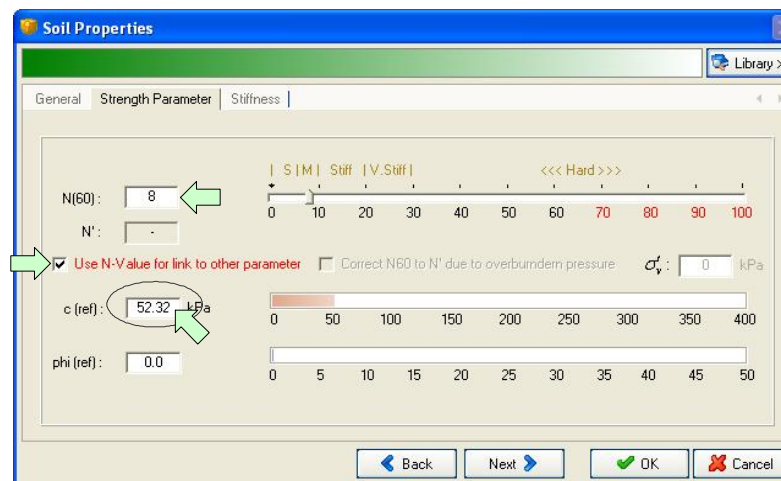 Soil Properties
Library >
General Strength Parameter Stiffness
| S | M | Stiff | V.Stiff | <<< Hard >>>
N(60) : 8
0 10 20 30 40 50 60 70 80 90 100
N' : -
Use N-Value for link to other parameter Correct N60 to N' due to overburndern pressure σ'v : 0 kPa
c (ref) : 52.32 kPa
0 50 100 150 200 250 300 350 400
phi (ref) : 0.0
0 5 10 15 20 25 30 35 40 45 50
Back Next OK Cancel